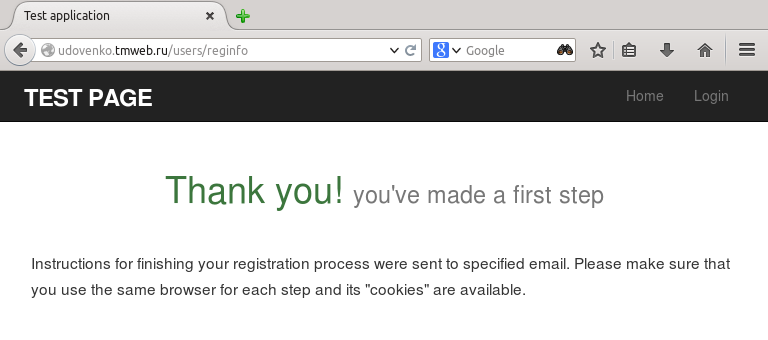 Test application
udovenko.tmweb.ru/users/reginfo
Google
TEST PAGE
Home
Login
Thank you! you've made a first step
Instructions for finishing your registration process were sent to specified email. Please make sure that
you use the same browser for each step and its "cookies" are available.